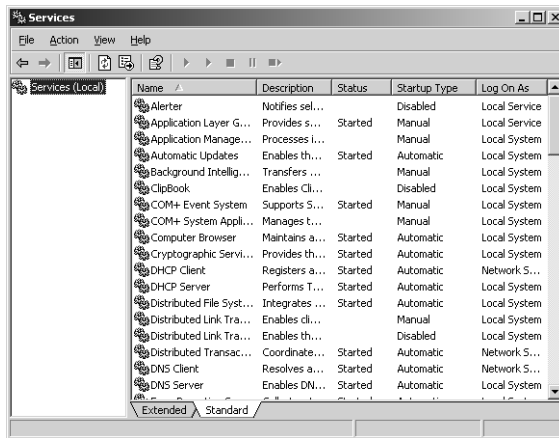 Services
File Action View Help
Services (Local)
Name Description Status Startup Type Log On As
Alerter Notifies sel... Disabled Local Service
Application Layer G... Provides s... Started Manual Local Service
Application Manage... Processes i... Manual Local System
Automatic Updates Enables th... Started Automatic Local System
Background Intellig... Transfers ... Manual Local System
ClipBook Enables Cli... Disabled Local System
COM+ Event System Supports S... Started Manual Local System
COM+ System Appli... Manages t... Manual Local System
Computer Browser Maintains a... Started Automatic Local System
Cryptographic Servi... Provides th... Started Automatic Local System
DHCP Client Registers a... Started Automatic Network S...
DHCP Server Performs T... Started Automatic Local System
Distributed File Syst... Integrates ... Started Automatic Local System
Distributed Link Tra... Enables cli... Manual Local System
Distributed Link Tra... Enables th... Disabled Local System
Distributed Transac... Coordinate... Started Automatic Network S...
DNS Client Resolves a... Started Automatic Network S...
DNS Server Enables DN... Started Automatic Local System
Extended Standard